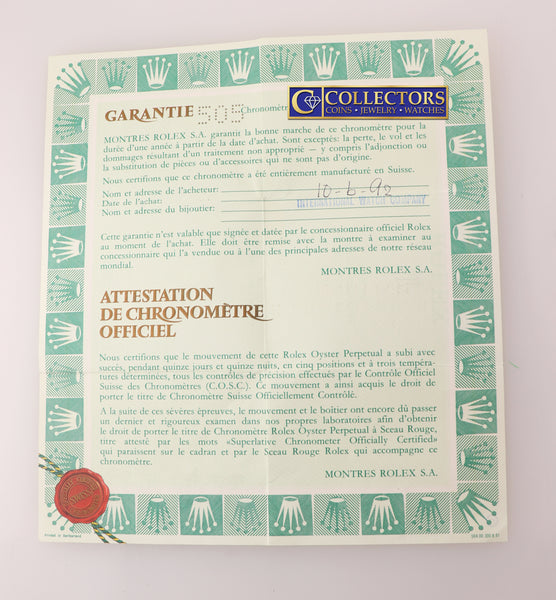 COLLECTORS
COINS • JEWELRY • WATCHES
GARANTIE 505 Chronomètre
MONTRES ROLEX S.A. garantit la bonne marche de ce chronomètre pour la
durée d'une année à partir de la date d'achat. Sont exceptés: la perte, le vol et les
dommages résultant d'un traitement non approprié – y compris l'adjonction ou
la substitution de pièces ou d'accessoires qui ne sont pas d'origine.
Nous certifions que ce chronomètre a été entièrement manufacturé en Suisse.
Nom et adresse de l'acheteur:
Date de l'achat: 10-6-92
Nom et adresse du bijoutier: INTERNATIONAL WATCH COMPANY
Cette garantie n'est valable que signée et datée par le concessionnaire officiel Rolex
au moment de l'achat. Elle doit être remise avec la montre à examiner au
concessionnaire qui l'a vendue ou à l'une des principales adresses de notre réseau
mondial.
MONTRES ROLEX S.A.
ATTESTATION
DE CHRONOMÈTRE
OFFICIEL
Nous certifions que le mouvement de cette Rolex Oyster Perpetual a subi avec
succès, pendant quinze jours et quinze nuits, en cinq positions et à trois tempéra-
tures déterminées, tous les contrôles de précision effectués par le Contrôle Officiel
Suisse des Chronomètres (C.O.S.C.). Ce mouvement a ainsi acquis le droit de
porter le titre de Chronomètre Suisse Officiellement Contrôlé.
A la suite de ces sévères épreuves, le mouvement et le boîtier ont encore dû passer
un dernier et rigoureux examen dans nos propres laboratoires afin d'obtenir
le droit de porter le titre de Chronomètre Rolex Oyster Perpetual à Sceau Rouge,
titre attesté par les mots «Superlative Chronometer Officially Certified»
qui paraissent sur le cadran et par le Sceau Rouge Rolex qui accompagne ce
chronomètre.
MONTRES ROLEX S.A.
Printed in Switzerland